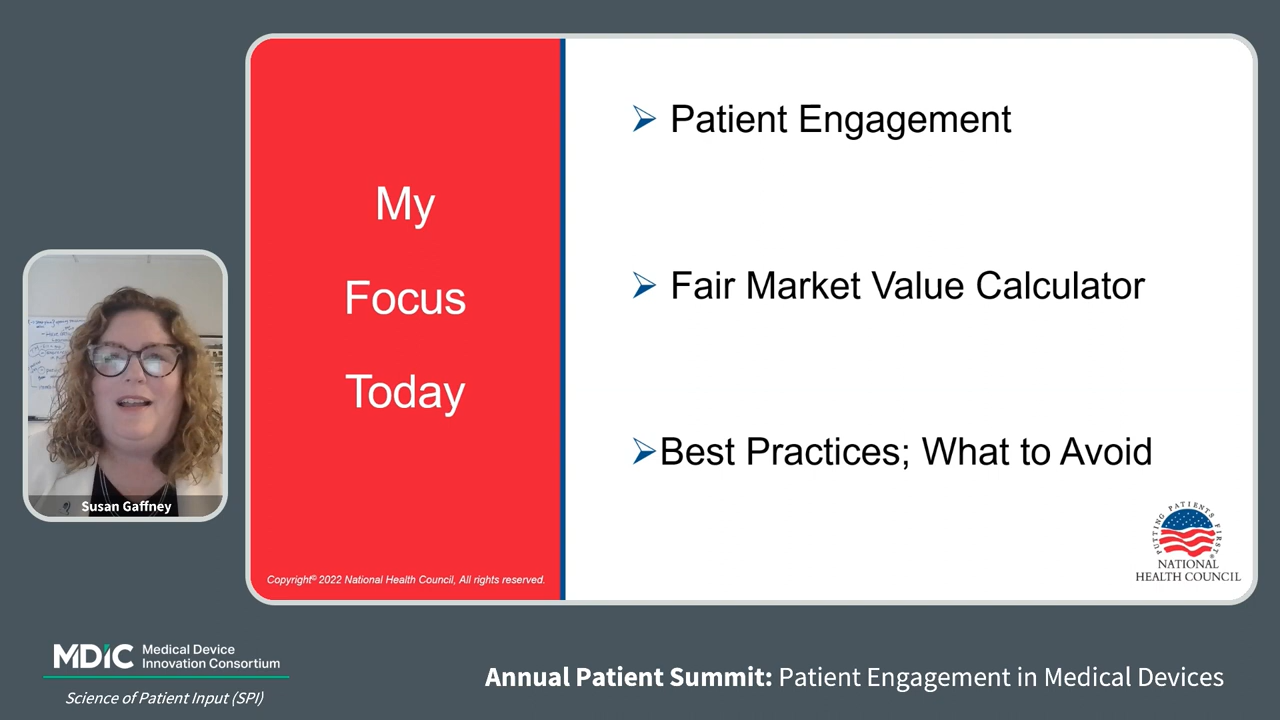 My
Focus
Today
Copyright© 2022 National Health Council, All rights reserved.
➢ Patient Engagement
➢ Fair Market Value Calculator
➢Best Practices; What to Avoid
PUTTING PATIENTS FIRST®
NATIONAL
HEALTH COUNCIL
Susan Gaffney
MDIC Medical Device
Innovation Consortium
Science of Patient Input (SPI)
Annual Patient Summit: Patient Engagement in Medical Devices